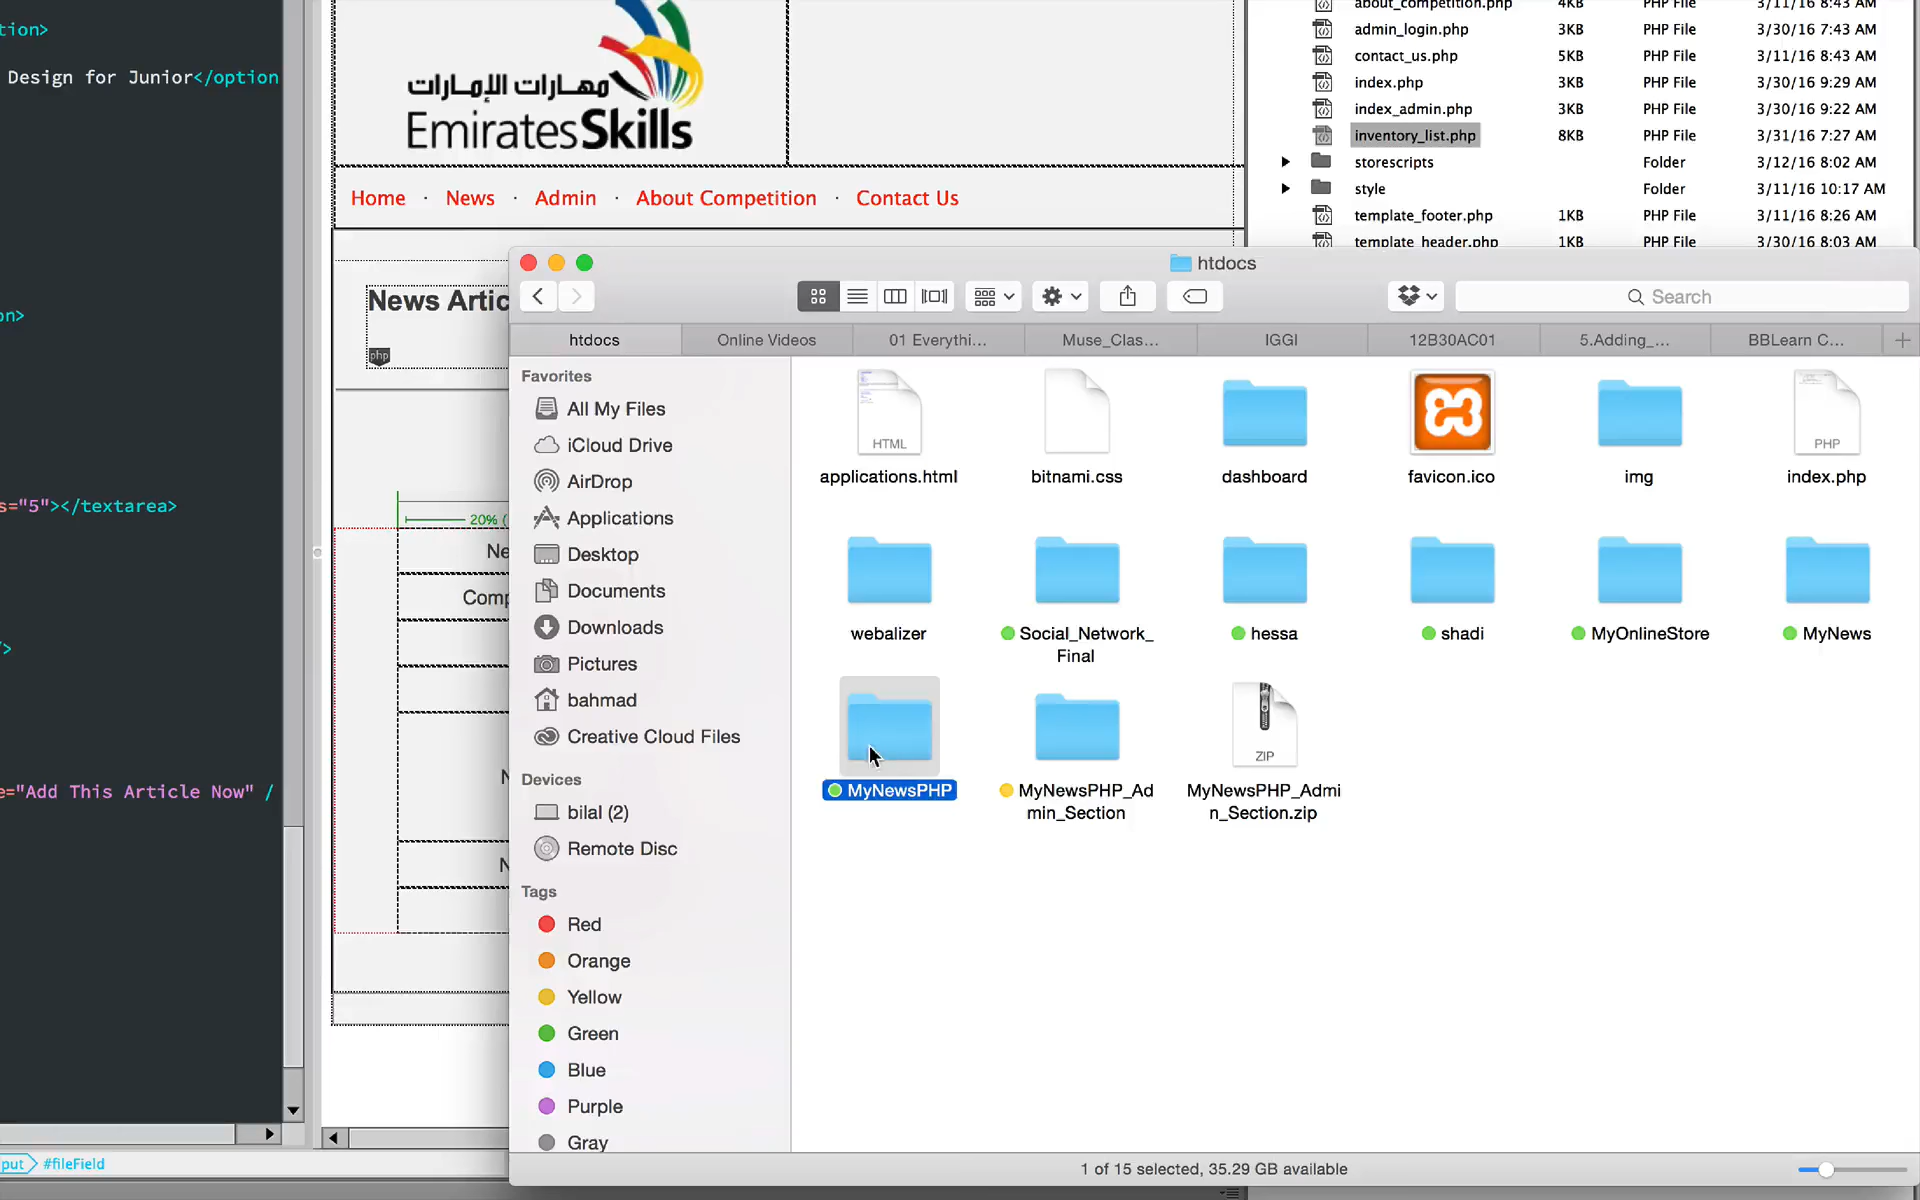 tion>
Design for Junior</option
on>
s="5"></textarea>
/>
e="Add This Article Now" /
put
#fileField
مهارات الإمارات
EmiratesSkills
Home · News · Admin · About Competition · Contact Us
News Artic
php
20% (
Ne
Comp
N
N
about_competition.php 4KB PHP File 3/11/16 8:43 AM
admin_login.php 3KB PHP File 3/30/16 7:43 AM
contact_us.php 5KB PHP File 3/11/16 8:43 AM
index.php 3KB PHP File 3/30/16 9:29 AM
index_admin.php 3KB PHP File 3/30/16 9:22 AM
inventory_list.php 8KB PHP File 3/31/16 7:27 AM
storescripts Folder 3/12/16 8:02 AM
style Folder 3/11/16 10:17 AM
template_footer.php 1KB PHP File 3/11/16 8:26 AM
template_header.php 1KB PHP File 3/30/16 8:03 AM
htdocs
Search
htdocs
Online Videos
01 Everythi...
Muse_Clas...
IGGI
12B30AC01
5.Adding_...
BBLearn C...
Favorites
All My Files
iCloud Drive
AirDrop
Applications
Desktop
Documents
Downloads
Pictures
bahmad
Creative Cloud Files
Devices
bilal (2)
Remote Disc
Tags
Red
Orange
Yellow
Green
Blue
Purple
Gray
HTML
PHP
applications.html
bitnami.css
dashboard
favicon.ico
img
index.php
webalizer
Social_Network_
Final
hessa
shadi
MyOnlineStore
MyNews
ZIP
MyNewsPHP
MyNewsPHP_Ad
min_Section
MyNewsPHP_Admi
n_Section.zip
1 of 15 selected, 35.29 GB available